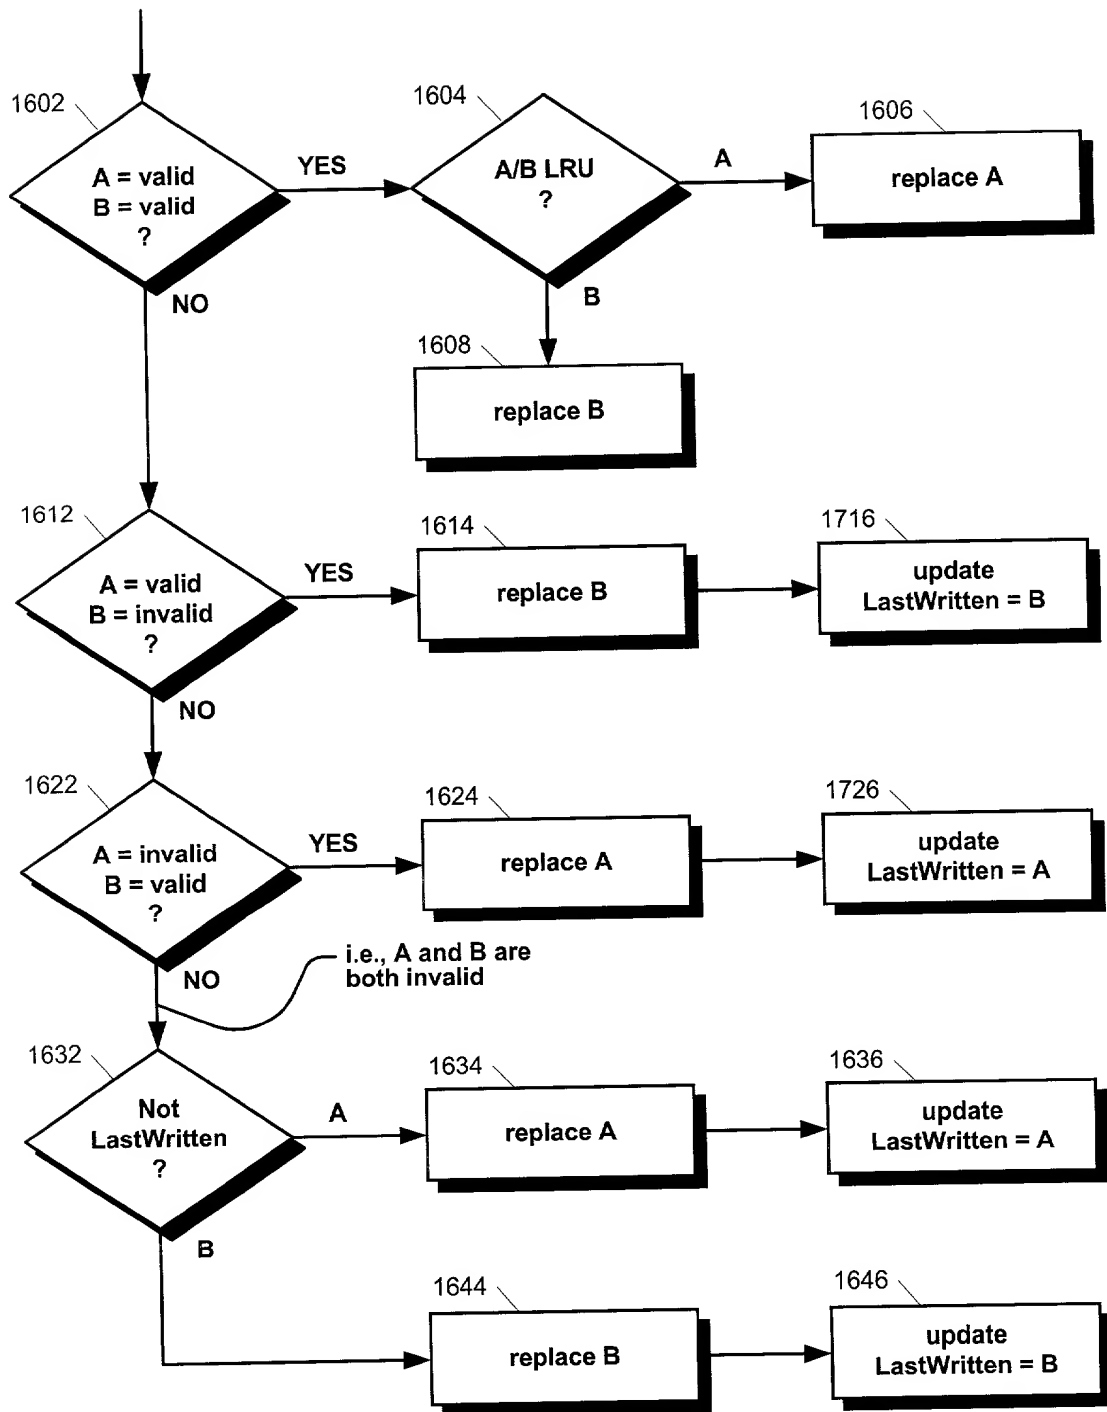 1602
A = valid
B = valid
?
YES
NO
1604
A/B LRU
?
A
B
1606
replace A
1608
replace B
1612
A = valid
B = invalid
?
YES
NO
1614
replace B
1716
update
LastWritten = B
1622
A = invalid
B = valid
?
YES
NO
1624
replace A
1726
update
LastWritten = A
i.e., A and B are
both invalid
1632
Not
LastWritten
?
A
B
1634
replace A
1636
update
LastWritten = A
1644
replace B
1646
update
LastWritten = B